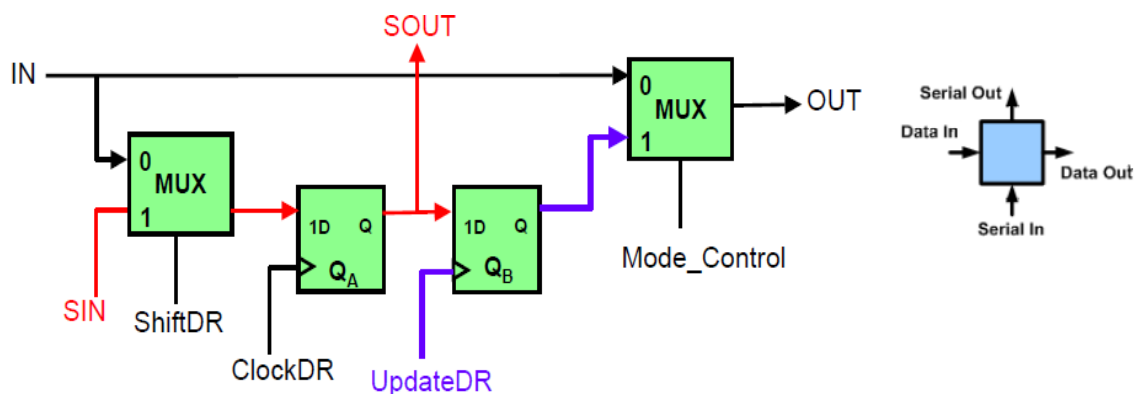 SOUT
IN
0
MUX
1
OUT
Serial Out
Data In
Data Out
Serial In
0
MUX
1
1D Q
QA
1D Q
QB
Mode_Control
SIN
ShiftDR
ClockDR
UpdateDR